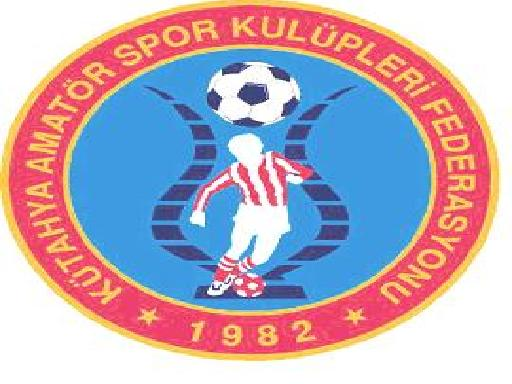 KÜTAHYA AMATÖR SPOR KULÜPLERİ FEDERASYONU
★ 1982 ★